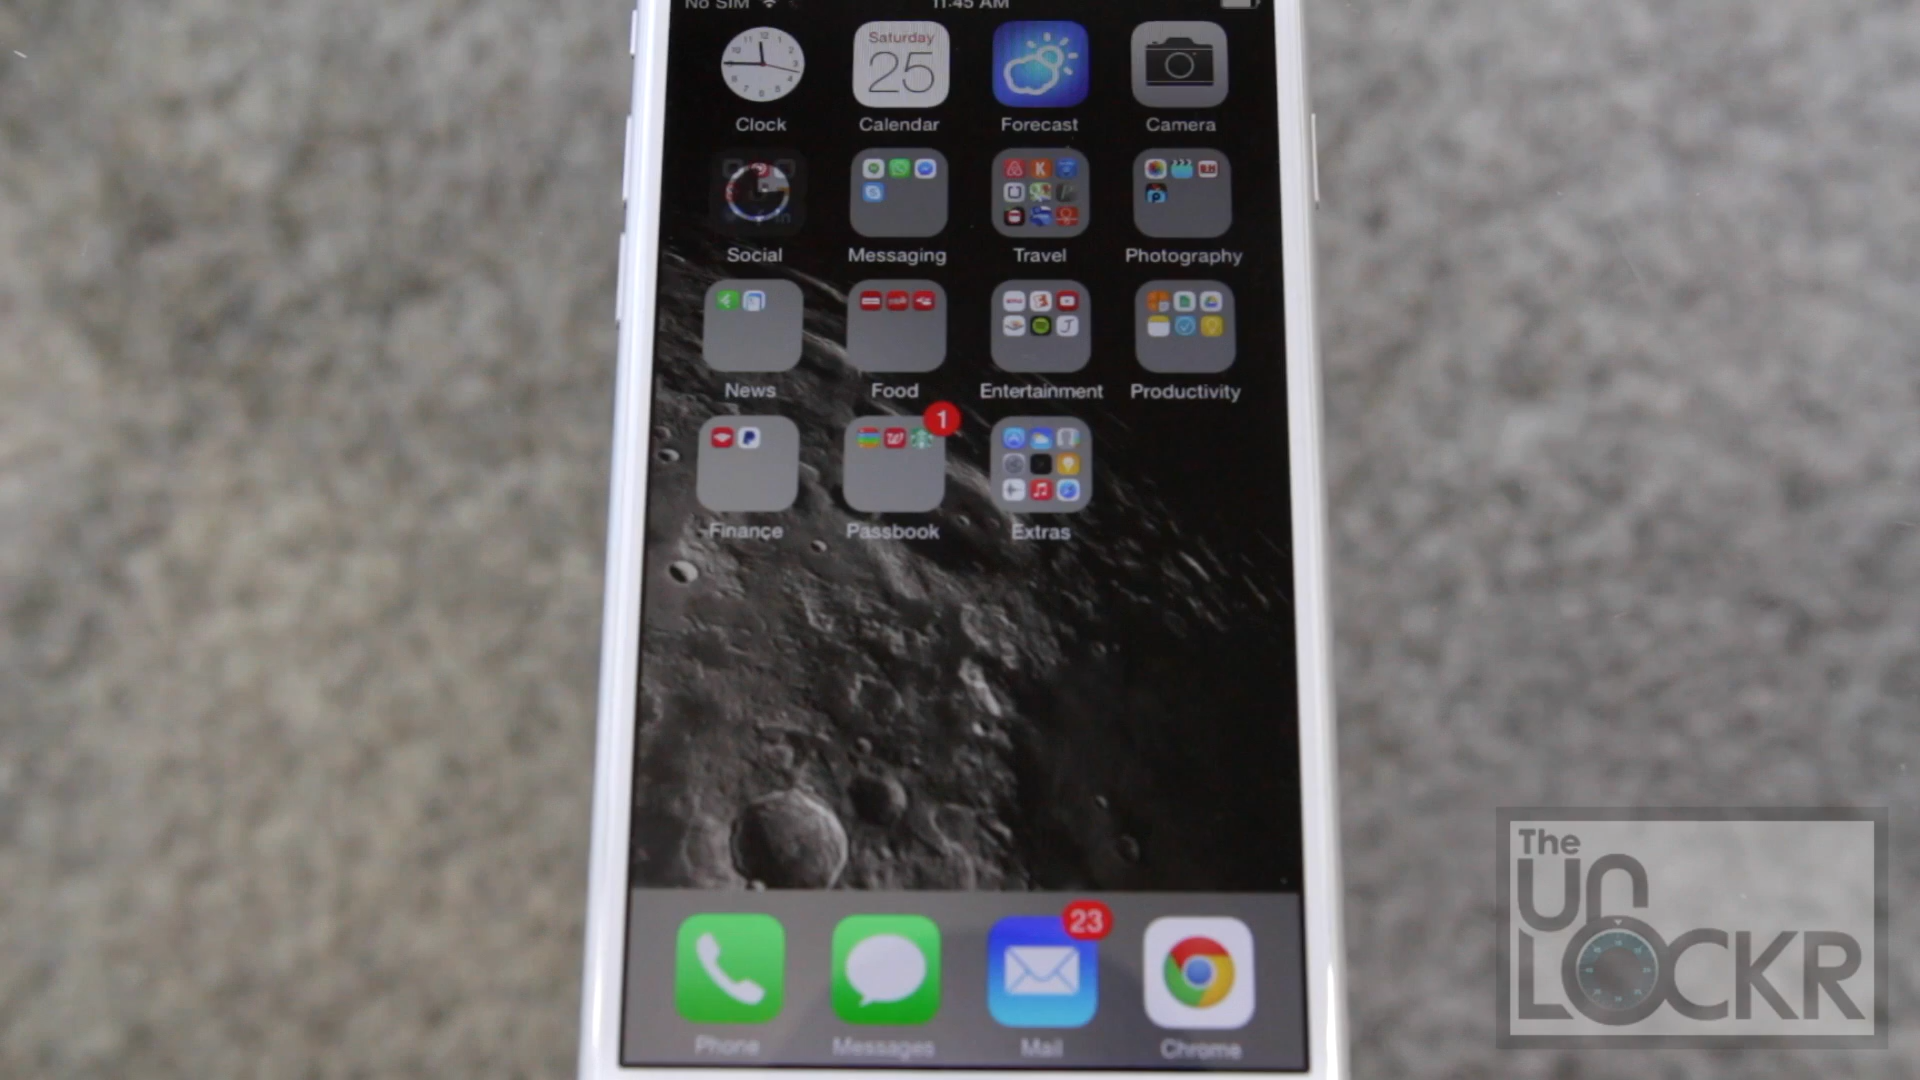 No SIM 11:45 AM
Saturday
25
Clock Calendar Forecast Camera
Social Messaging Travel Photography
News Food Entertainment Productivity
1
Finance Passbook Extras
23
Phone Messages Mail Chrome
The
UN
LOCKR